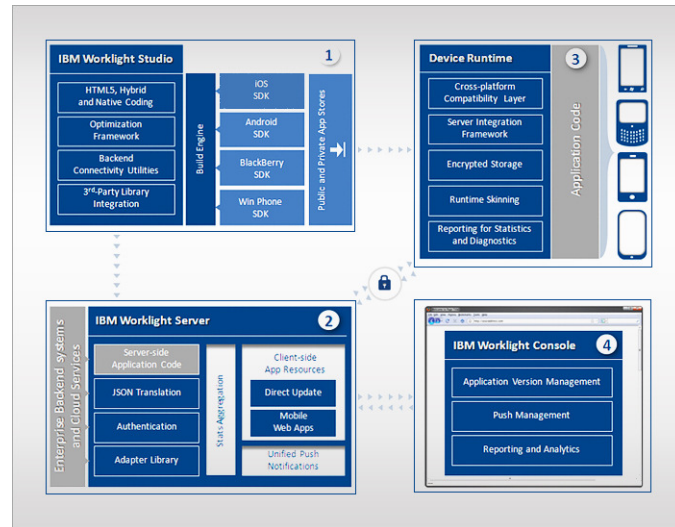 IBM Worklight Studio
1
HTML5, Hybrid
and Native Coding
Optimization
Framework
Backend
Connectivity Utilities
3rd-Party Library
Integration
Build Engine
iOS
SDK
Android
SDK
BlackBerry
SDK
Win Phone
SDK
Public and Private App Stores
Device Runtime
3
Cross-platform
Compatibility Layer
Server Integration
Framework
Encrypted Storage
Runtime Skinning
Reporting for Statistics
and Diagnostics
Application Code
Enterprise Backend systems
and Cloud Services
IBM Worklight Server
2
Server-side
Application Code
JSON Translation
Authentication
Adapter Library
Stats Aggregation
Client-side
App Resources
Direct Update
Mobile
Web Apps
Unified Push
Notifications
IBM Worklight Console
4
Application Version Management
Push Management
Reporting and Analytics